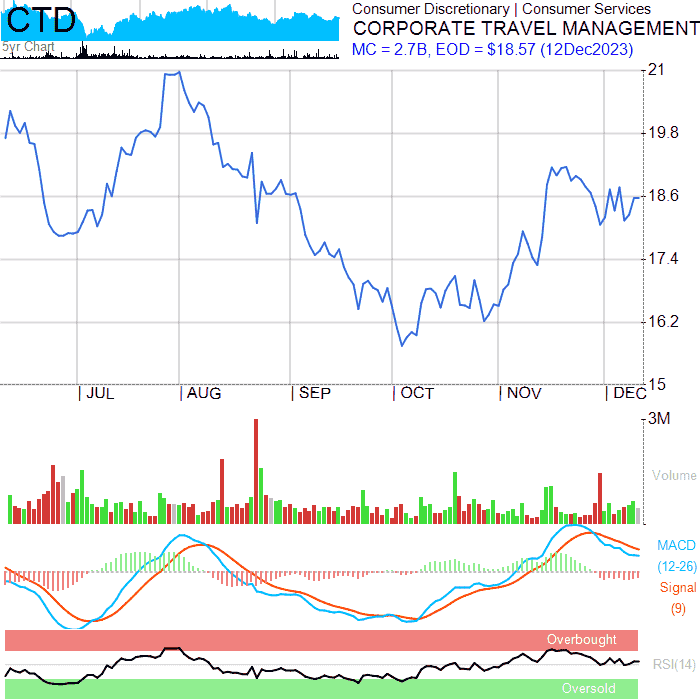 CTD
5yr Chart
Consumer Discretionary | Consumer Services
CORPORATE TRAVEL MANAGEMENT
MC = 2.7B, EOD = $18.57 (12Dec2023)
21
19.8
18.6
17.4
16.2
15
| JUL | AUG | SEP | OCT | NOV | DEC
3M
Volume
MACD
(12-26)
Signal
(9)
Overbought
RSI(14)
Oversold